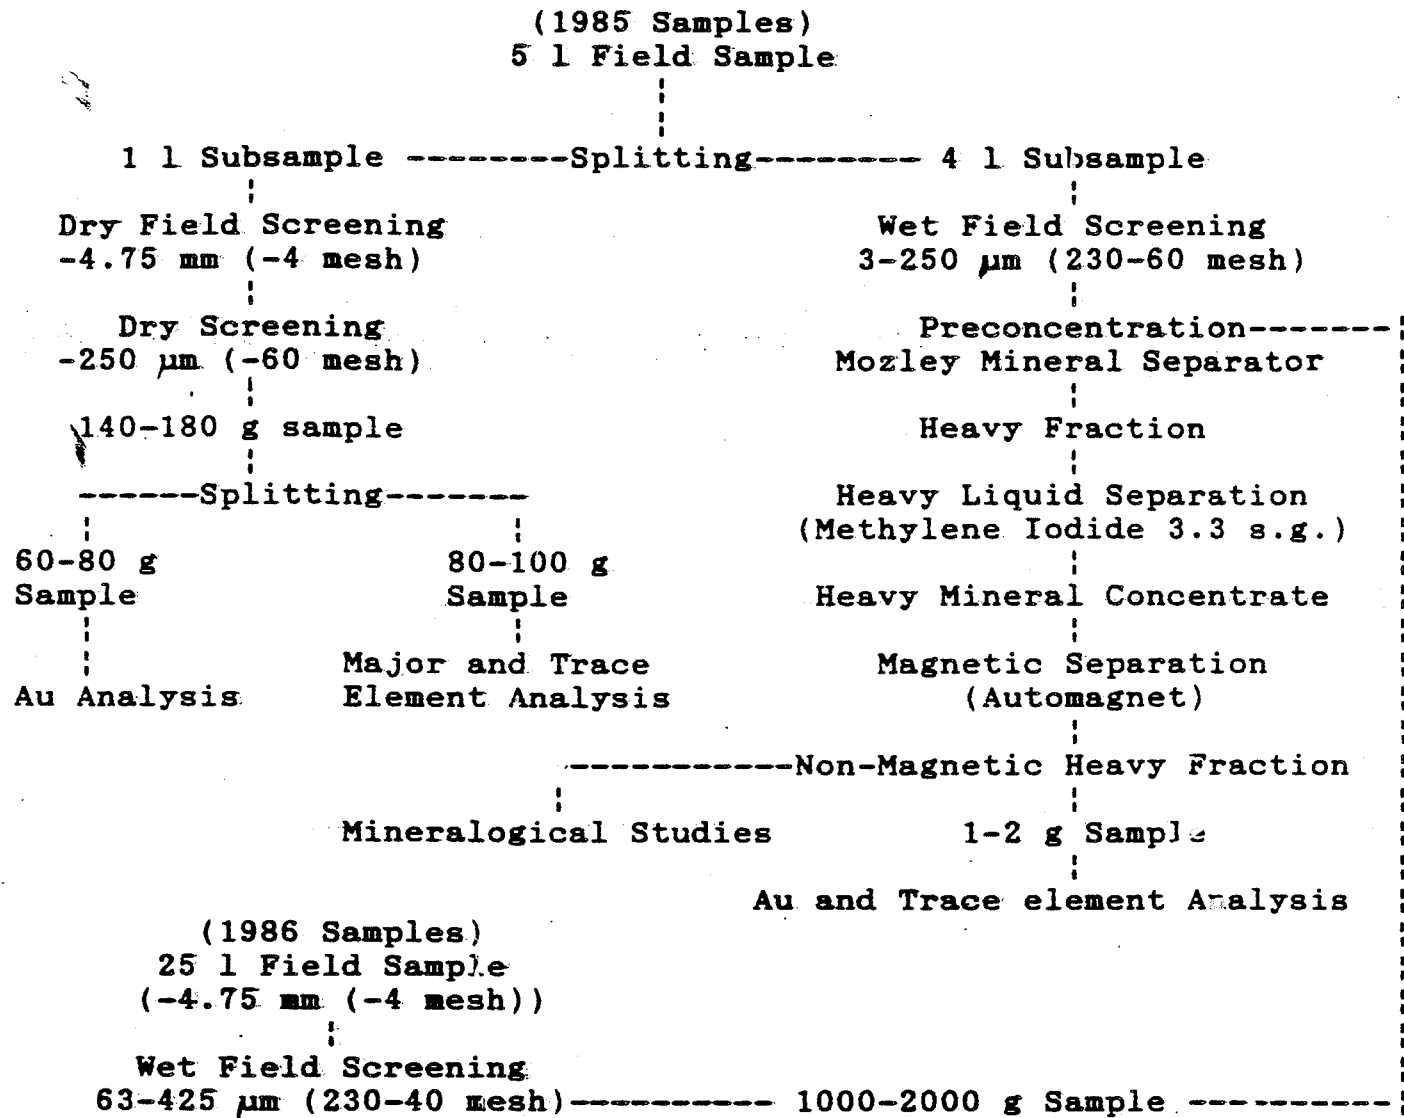 (1985 Samples)
5 l Field Sample
1 l Subsample --------Splitting-------- 4 l Subsample
Dry Field Screening
-4.75 mm (-4 mesh)
Wet Field Screening
3-250 µm (230-60 mesh)
Dry Screening
-250 µm (-60 mesh)
Preconcentration-------
Mozley Mineral Separator
140-180 g sample
Heavy Fraction
------Splitting-------
Heavy Liquid Separation
(Methylene Iodide 3.3 s.g.)
60-80 g
Sample
80-100 g
Sample
Heavy Mineral Concentrate
Au Analysis
Major and Trace
Element Analysis
Magnetic Separation
(Automagnet)
-----------Non-Magnetic Heavy Fraction
Mineralogical Studies
1-2 g Sample
Au and Trace element Analysis
(1986 Samples)
25 l Field Sample
(-4.75 mm (-4 mesh))
Wet Field Screening
63-425 µm (230-40 mesh)---------- 1000-2000 g Sample ----------